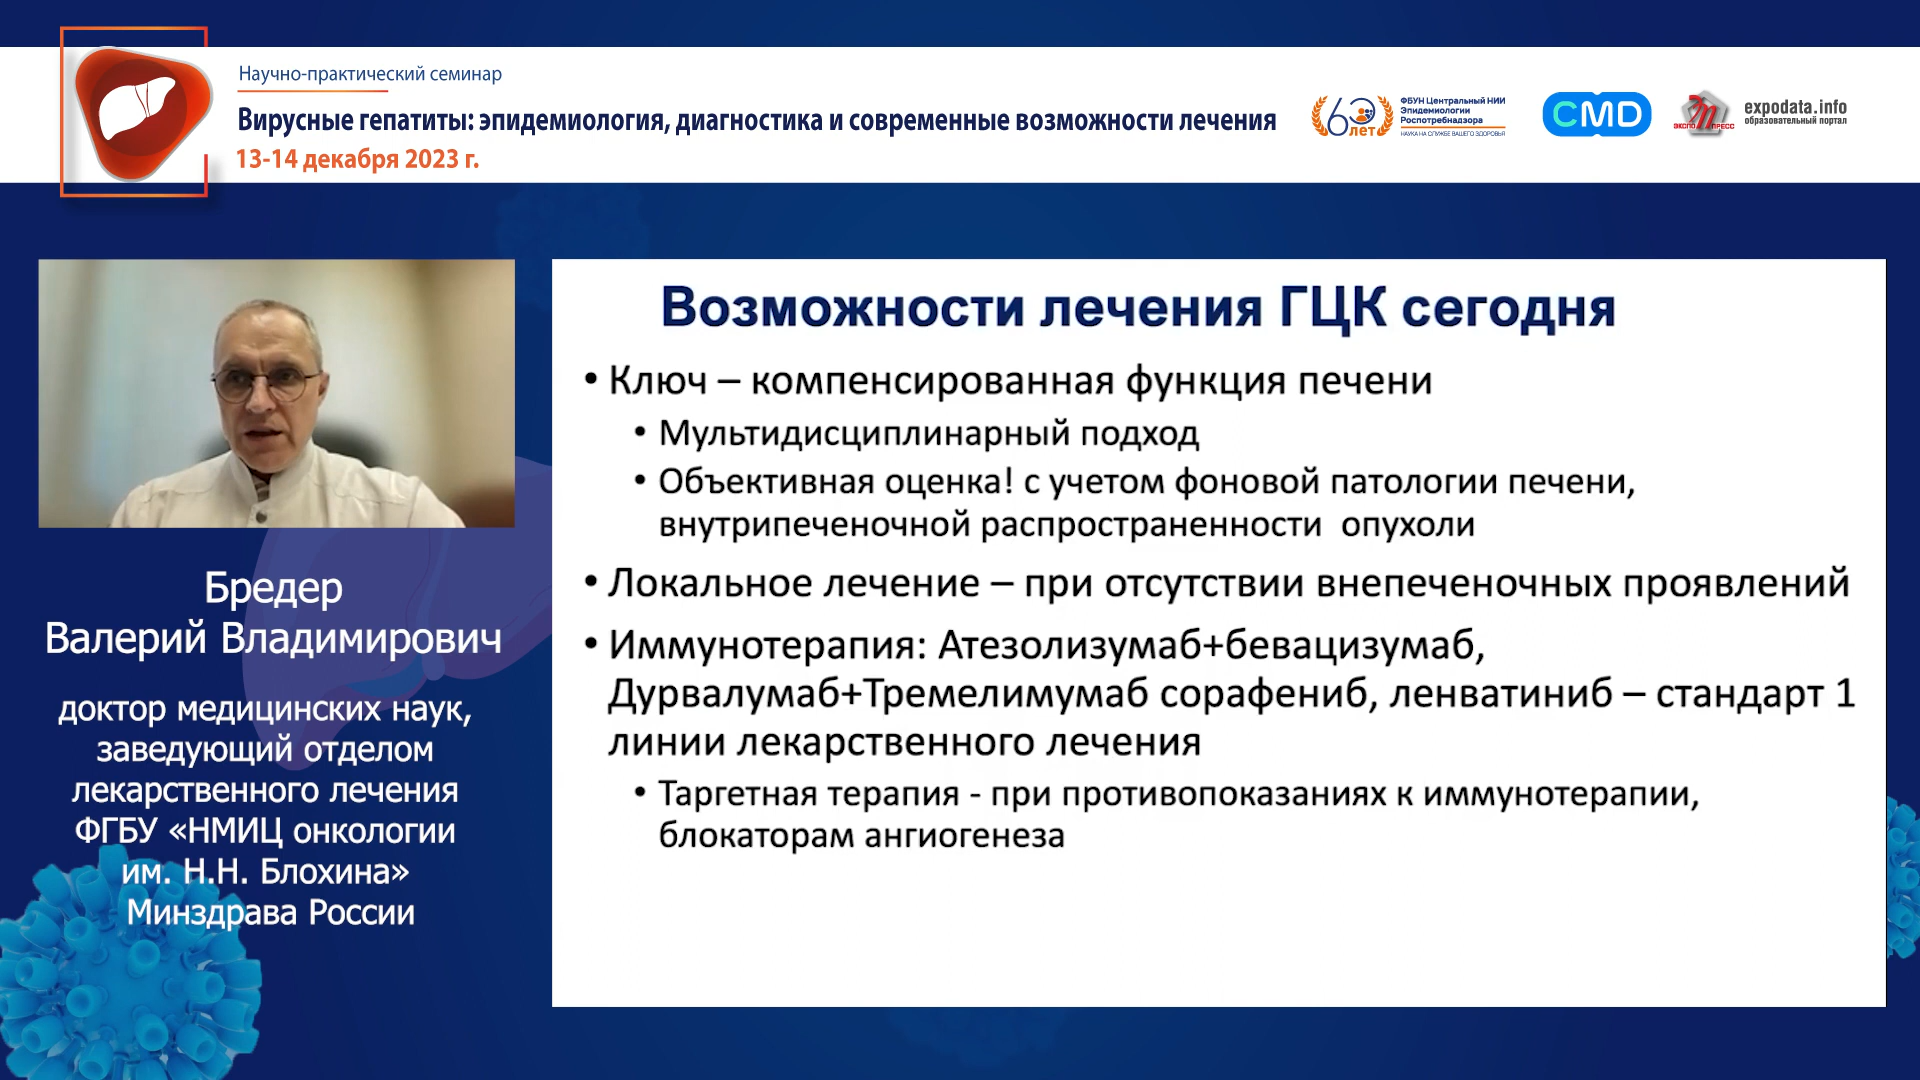 Научно-практический семинар
Вирусные гепатиты: эпидемиология, диагностика и современные возможности лечения
13-14 декабря 2023 г.
60 лет
ФБУН Центральный НИИ
Эпидемиологии
Роспотребнадзора
НАУКА НА СЛУЖБЕ ВАШЕГО ЗДОРОВЬЯ
CMD
ЭКСПО ПРЕСС
expodata.info
образовательный портал
Бредер
Валерий Владимирович
доктор медицинских наук,
заведующий отделом
лекарственного лечения
ФГБУ «НМИЦ онкологии
им. Н.Н. Блохина»
Минздрава России
Возможности лечения ГЦК сегодня
• Ключ – компенсированная функция печени
• Мультидисциплинарный подход
• Объективная оценка! с учетом фоновой патологии печени,
внутрипеченочной распространенности опухоли
• Локальное лечение – при отсутствии внепеченочных проявлений
• Иммунотерапия: Атезолизумаб+бевацизумаб,
Дурвалумаб+Тремелимумаб сорафениб, ленватиниб – стандарт 1
линии лекарственного лечения
• Таргетная терапия - при противопоказаниях к иммунотерапии,
блокаторам ангиогенеза